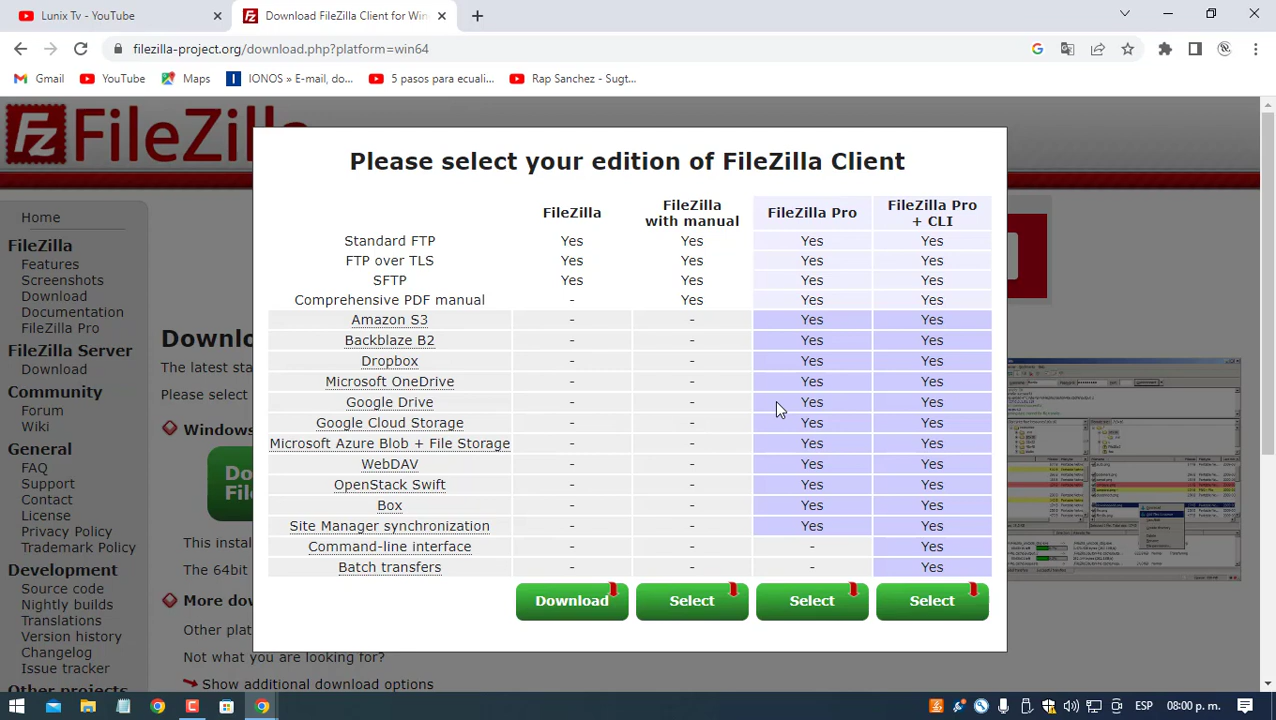 Lunix Tv - YouTube
Download FileZilla Client for Win
filezilla-project.org/download.php?platform=win64
Gmail YouTube Maps IONOS » E-mail, do... 5 pasos para ecuali... Rap Sanchez - Sugt...
FileZilla
Please select your edition of FileZilla Client
FileZilla FileZilla with manual FileZilla Pro FileZilla Pro + CLI
Standard FTP Yes Yes Yes Yes
FTP over TLS Yes Yes Yes Yes
SFTP Yes Yes Yes Yes
Comprehensive PDF manual - Yes Yes Yes
Amazon S3 - - Yes Yes
Backblaze B2 - - Yes Yes
Dropbox - - Yes Yes
Microsoft OneDrive - - Yes Yes
Google Drive - - Yes Yes
Google Cloud Storage - - Yes Yes
Microsoft Azure Blob + File Storage - - Yes Yes
WebDAV - - Yes Yes
OpenStack Swift - - Yes Yes
Box - - Yes Yes
Site Manager synchronization - - Yes Yes
Command-line interface - - - Yes
Batch transfers - - - Yes
Download Select Select Select
Home
FileZilla
Features
Screenshots
Download
Documentation
FileZilla Pro
FileZilla Server
Download
Community
Forum
Wiki
General
FAQ
Support
Contact
License
Privacy Policy
Trademark Policy
Development
Source code
Nightly builds
Translations
Version history
Changelog
Issue tracker
Other projects
Downlo
The latest sta
Please select
Windows
Do
File
This install
The 64bit
More dow
Other plat
Not what you are looking for?
Show additional download options
ESP 08:00 p. m.